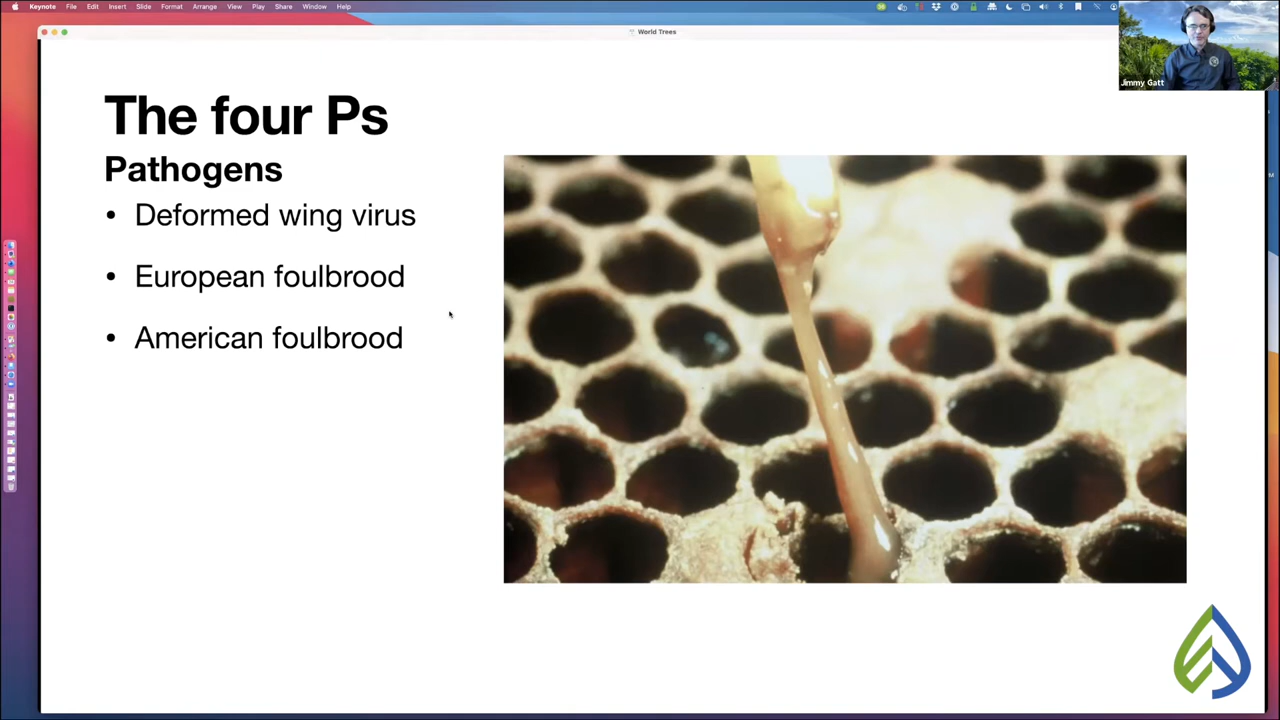 Keynote File Edit Insert Slide Format Arrange View Play Share Window Help
World Trees
Jimmy Gatt
The four Ps
Pathogens
• Deformed wing virus
• European foulbrood
• American foulbrood